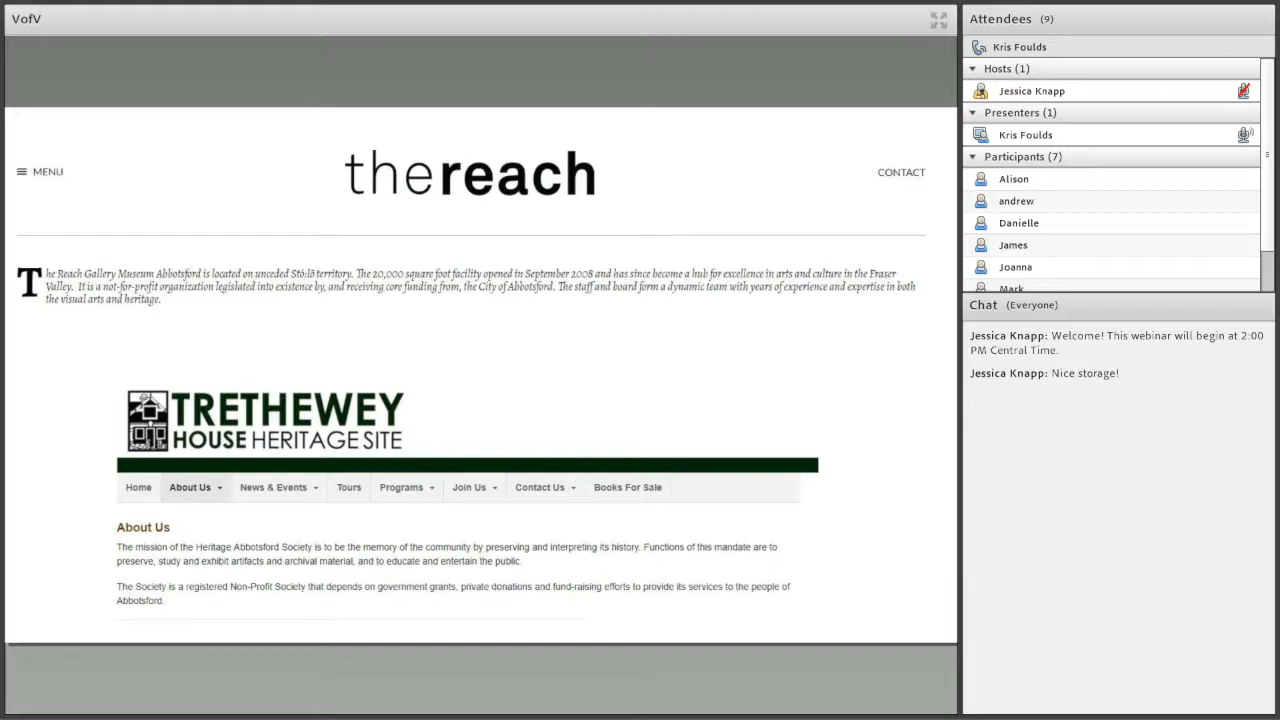 VofV
MENU
thereach
CONTACT
The Reach Gallery Museum Abbotsford is located on unceded Stó:lō territory. The 20,000 square foot facility opened in September 2008 and has since become a hub for excellence in arts and culture in the Fraser
Valley. It is a not-for-profit organization legislated into existence by, and receiving core funding from, the City of Abbotsford. The staff and board form a dynamic team with years of experience and expertise in both
the visual arts and heritage.
TRETHEWEY
HOUSE HERITAGE SITE
Home About Us News & Events Tours Programs Join Us Contact Us Books For Sale
About Us
The mission of the Heritage Abbotsford Society is to be the memory of the community by preserving and interpreting its history. Functions of this mandate are to
preserve, study and exhibit artifacts and archival material, and to educate and entertain the public.
The Society is a registered Non-Profit Society that depends on government grants, private donations and fund-raising efforts to provide its services to the people of
Abbotsford.
Attendees (9)
Kris Foulds
Hosts (1)
Jessica Knapp
Presenters (1)
Kris Foulds
Participants (7)
Alison
andrew
Danielle
James
Joanna
Mark
Chat (Everyone)
Jessica Knapp: Welcome! This webinar will begin at 2:00
PM Central Time.
Jessica Knapp: Nice storage!